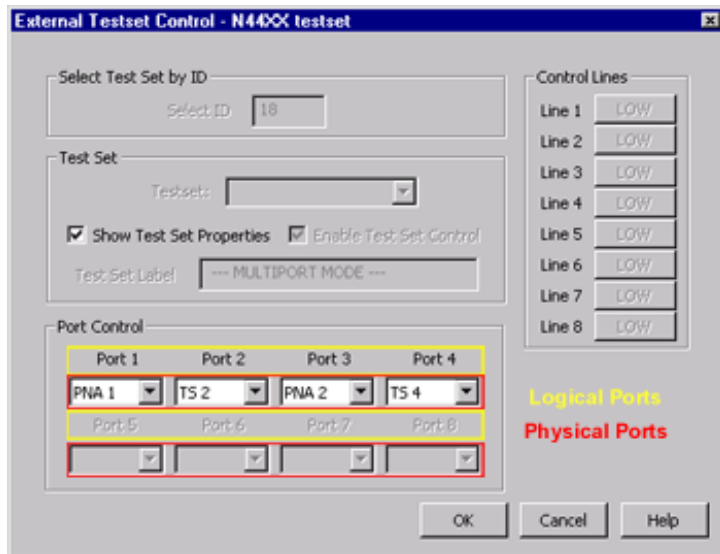 External Testset Control - N44XX testset
Select Test Set by ID
Select ID 18
Test Set
Testset:
Show Test Set Properties Enable Test Set Control
Test Set Label --- MULTIPORT MODE ---
Port Control
Port 1 Port 2 Port 3 Port 4
PNA 1 TS 2 PNA 2 TS 4
Port 5 Port 6 Port 7 Port 8
Control Lines
Line 1 LOW
Line 2 LOW
Line 3 LOW
Line 4 LOW
Line 5 LOW
Line 6 LOW
Line 7 LOW
Line 8 LOW
Logical Ports
Physical Ports
OK Cancel Help